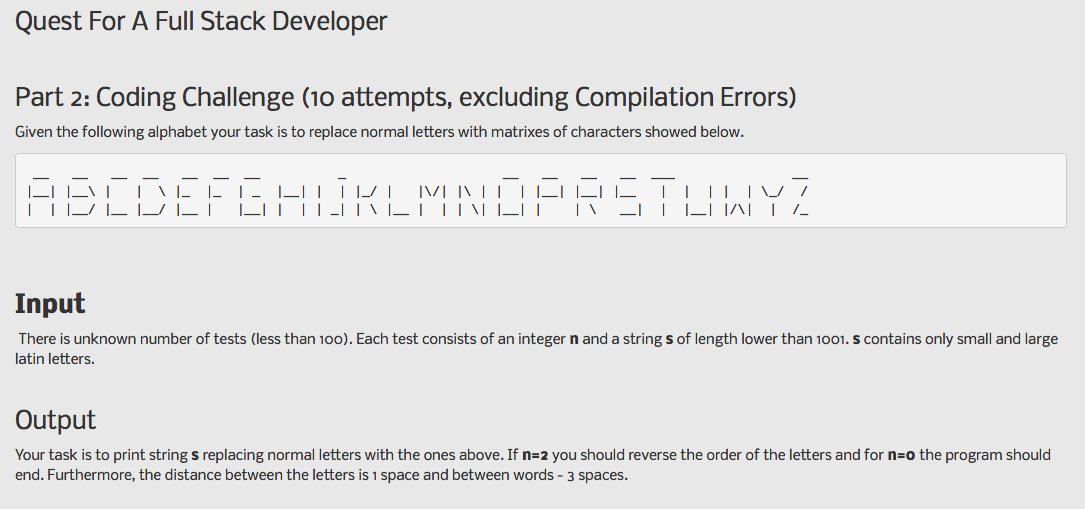 Quest For A Full Stack Developer
Part 2: Coding Challenge (10 attempts, excluding Compilation Errors)
Given the following alphabet your task is to replace normal letters with matrixes of characters showed below.
Input
There is unknown number of tests (less than 100). Each test consists of an integer n and a string s of length lower than 1001. s contains only small and large
latin letters.
Output
Your task is to print string s replacing normal letters with the ones above. If n=2 you should reverse the order of the letters and for n=0 the program should
end. Furthermore, the distance between the letters is 1 space and between words - 3 spaces.